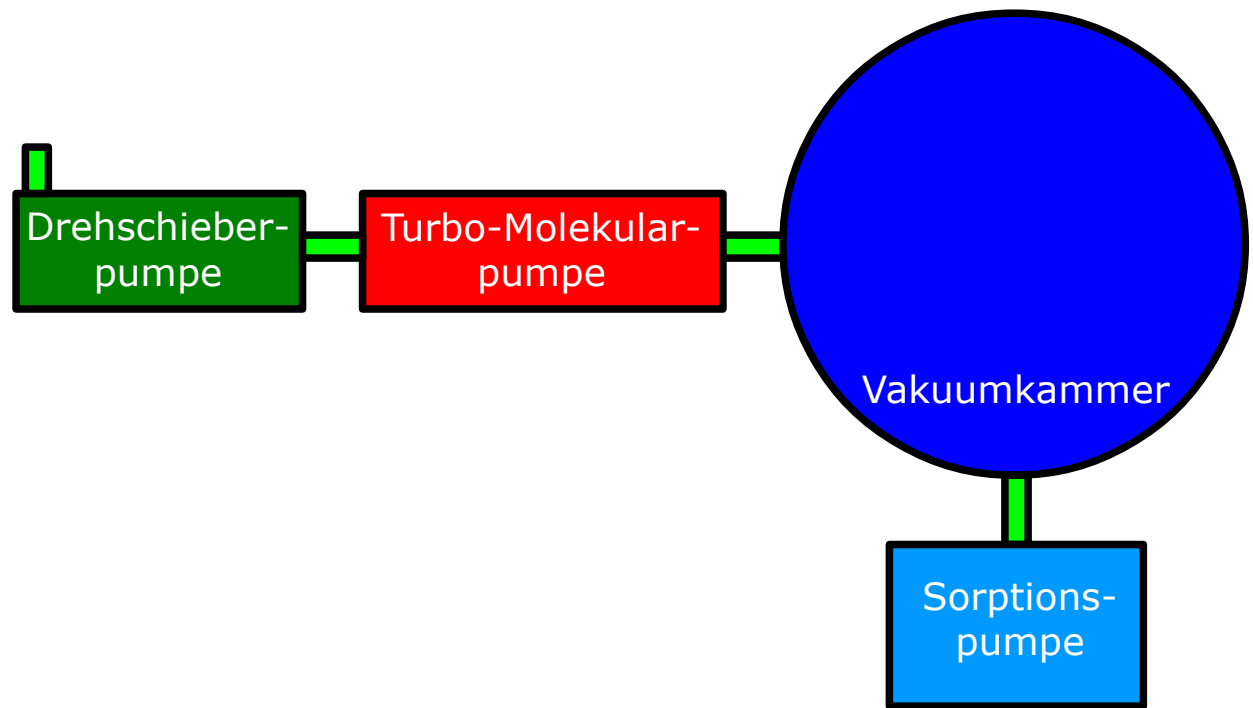 Drehschieber-
pumpe
Turbo-Molekular-
pumpe
Vakuumkammer
Sorptions-
pumpe